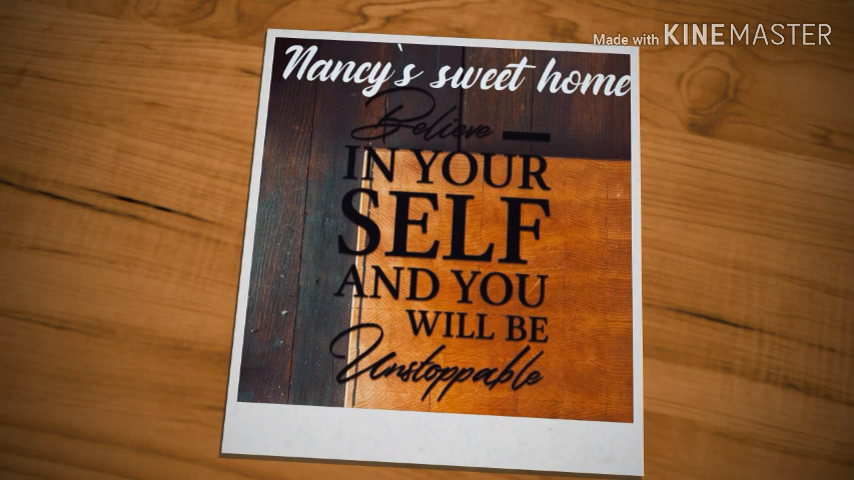 Made with KINEMASTER
Nancy's sweet home
Believe
IN YOUR
SELF
AND YOU
WILL BE
Unstoppable